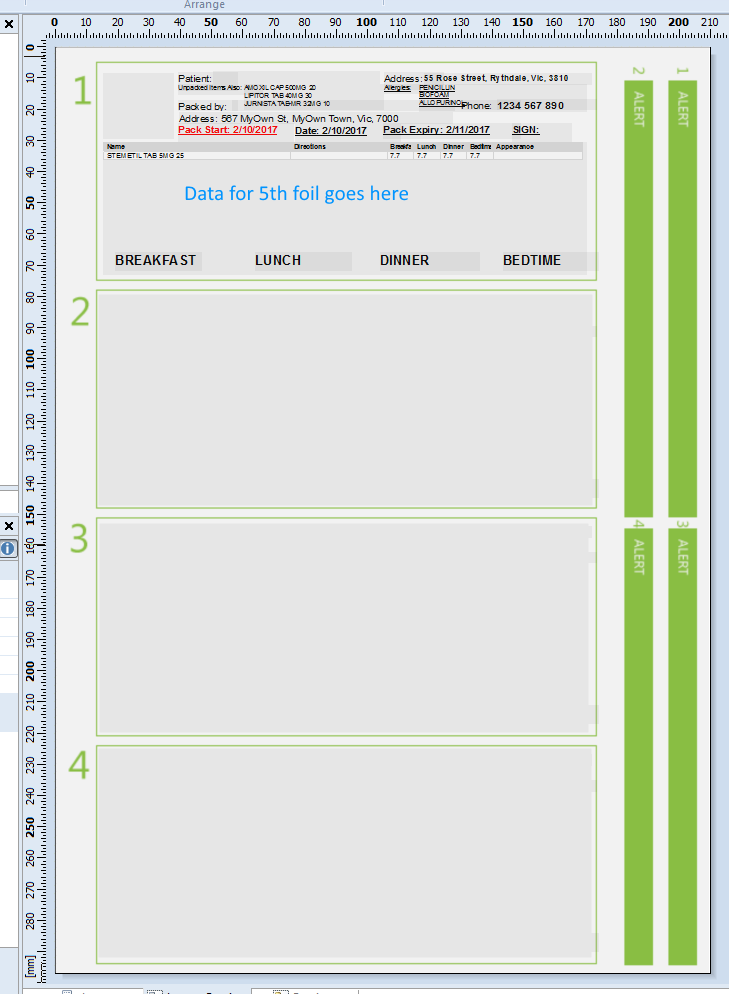 Arrange
0 10 20 30 40 50 60 70 80 90 100 110 120 130 140 150 160 170 180 190 200 210
0
10
20
30
40
50
60
70
80
90
100
110
120
130
140
150
160
170
180
190
200
210
220
230
240
250
260
270
280
[mm]
1
Patient:
Address: 55 Rose Street, Rythdale, Vic, 3810
Unpacked Items Also: AMOXIL CAP 500MG 20
LIPITOR TAB 40MG 30
JURNISTA TABMR 32MG 10
Allergies: PENICILLIN
BIOFOAM
ALLOPURINOL
Packed by:
Phone: 1234 567 890
Address: 567 MyOwn St, MyOwn Town, Vic, 7000
Pack Start: 2/10/2017 Date: 2/10/2017 Pack Expiry: 2/11/2017 SIGN:
Name Directions Breakfa Lunch Dinner Bedtime Appearance
STEMETIL TAB 5MG 25 7.7 7.7 7.7 7.7
Data for 5th foil goes here
BREAKFAST LUNCH DINNER BEDTIME
2
3
4
2 ALERT
1 ALERT
4 ALERT
3 ALERT